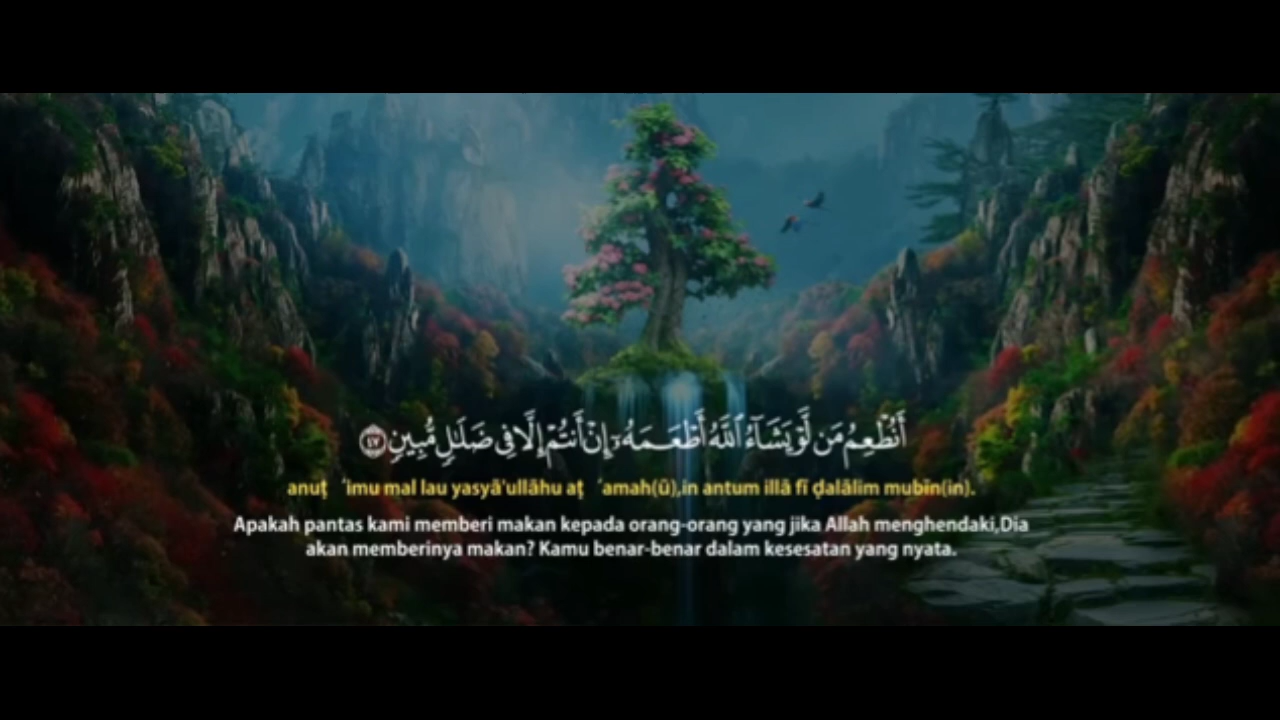 أَنُطْعِمُ مَن لَّوْ يَشَآءُ ٱللَّهُ أَطْعَمَهُۥٓ إِنْ أَنتُمْ إِلَّا فِى ضَلَـٰلٍ مُّبِينٍ ٤٧
anuṭ ‘imu mal lau yasyā'ullāhu aṭ ‘amah(ū),in antum illā fī ḍalālim mubīn(in).
Apakah pantas kami memberi makan kepada orang-orang yang jika Allah menghendaki,Dia
akan memberinya makan? Kamu benar-benar dalam kesesatan yang nyata.